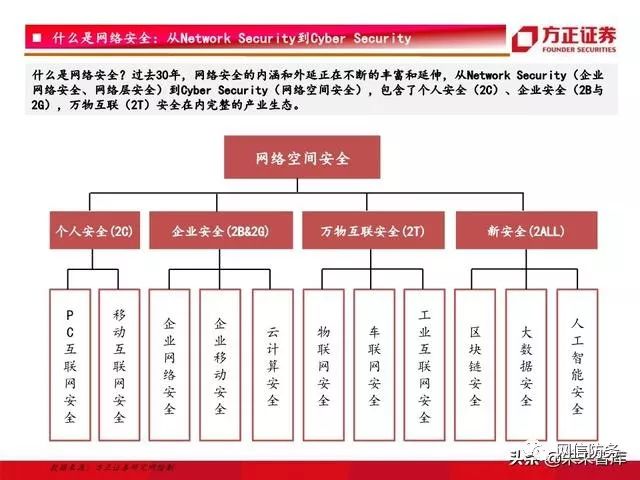 什么是网络安全：从Network Security到Cyber Security
方正证券
FOUNDER SECURITIES
什么是网络安全？过去30年，网络安全的内涵和外延正在不断的丰富和延伸，从Network Security（企业
网络安全、网络层安全）到Cyber Security（网络空间安全），包含了个人安全（2C）、企业安全（2B与
2G），万物互联（2T）安全在内完整的产业生态。
网络空间安全
个人安全(2C)
企业安全(2B&2G)
万物互联安全(2T)
新安全(2ALL)
PC互联网安全
移动互联网安全
企业网络安全
企业移动安全
云计算安全
物联网安全
车联网安全
工业互联网安全
区块链安全
大数据安全
人工智能安全
数据来源：方正证券研究所绘制
网信防务
头条@未来智库